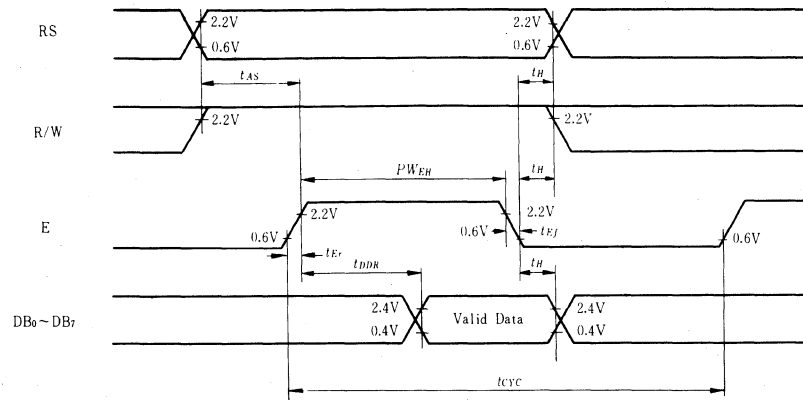 RS
2.2V
0.6V
2.2V
0.6V
tAS
tH
R/W
2.2V
2.2V
PWEH
tH
E
0.6V
2.2V
0.6V
2.2V
tEf
0.6V
tEr
tDDR
tH
DB0~DB7
2.4V
0.4V
Valid Data
2.4V
0.4V
tCYC